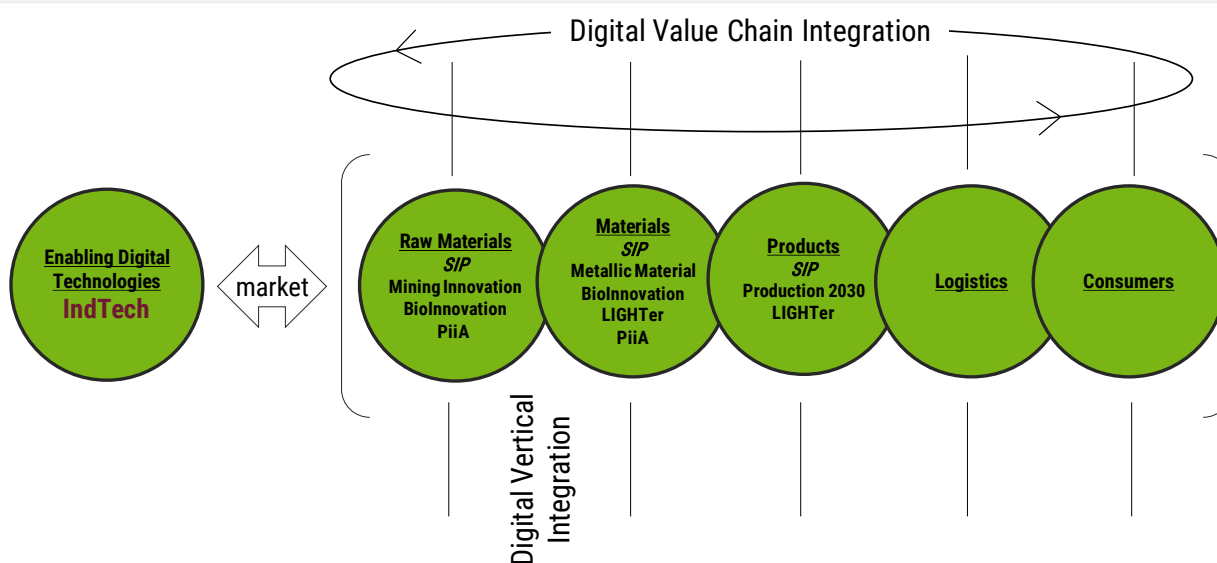 Digital Value Chain Integration
Enabling Digital
Technologies
IndTech
market
Raw Materials
SIP
Mining Innovation
BioInnovation
PiiA
Materials
SIP
Metallic Material
BioInnovation
LIGHTer
PiiA
Products
SIP
Production 2030
LIGHTer
Logistics
Consumers
Digital Vertical
Integration